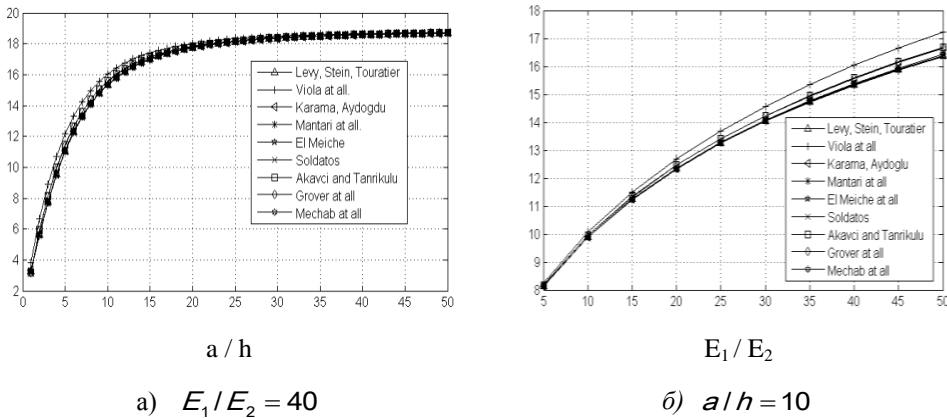 20
18
16
14
12
10
8
6
4
2
0 5 10 15 20 25 30 35 40 45 50
Levy, Stein, Touratier
Viola at all.
Karama, Aydogdu
Mantari at all.
El Meiche
Soldatos
Akavci and Tanrikulu
Grover at all
Mechab at all
a / h
a) E₁/E₂ = 40
18
17
16
15
14
13
12
11
10
9
8
5 10 15 20 25 30 35 40 45 50
Levy, Stein, Touratier
Viola at all
Karama, Aydoglu
Mantari at all
El Meiche
Soldatos
Akavci and Tanrikulu
Grover at all
Mechab at all
E₁ / E₂
б) a/h = 10